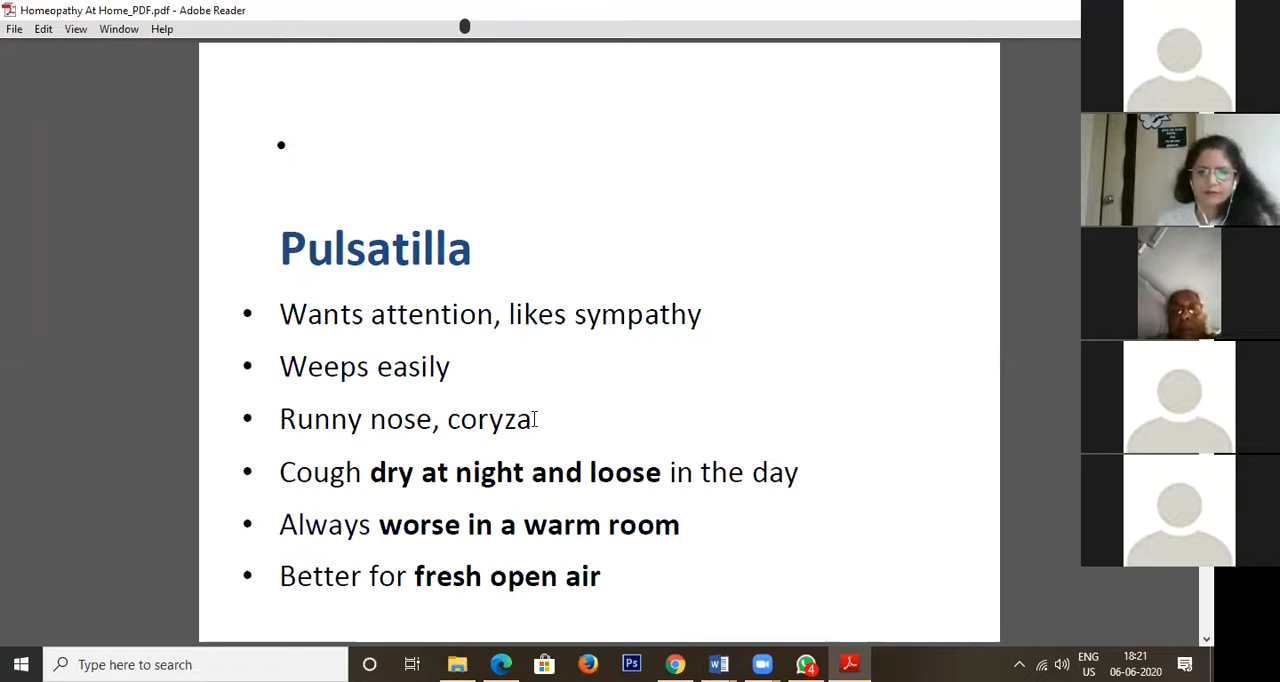 Homeopathy At Home_PDF.pdf - Adobe Reader
File Edit View Window Help
•
Pulsatilla
• Wants attention, likes sympathy
• Weeps easily
• Runny nose, coryza
• Cough dry at night and loose in the day
• Always worse in a warm room
• Better for fresh open air
Type here to search
Ps
4
ENG
US
18:21
06-06-2020